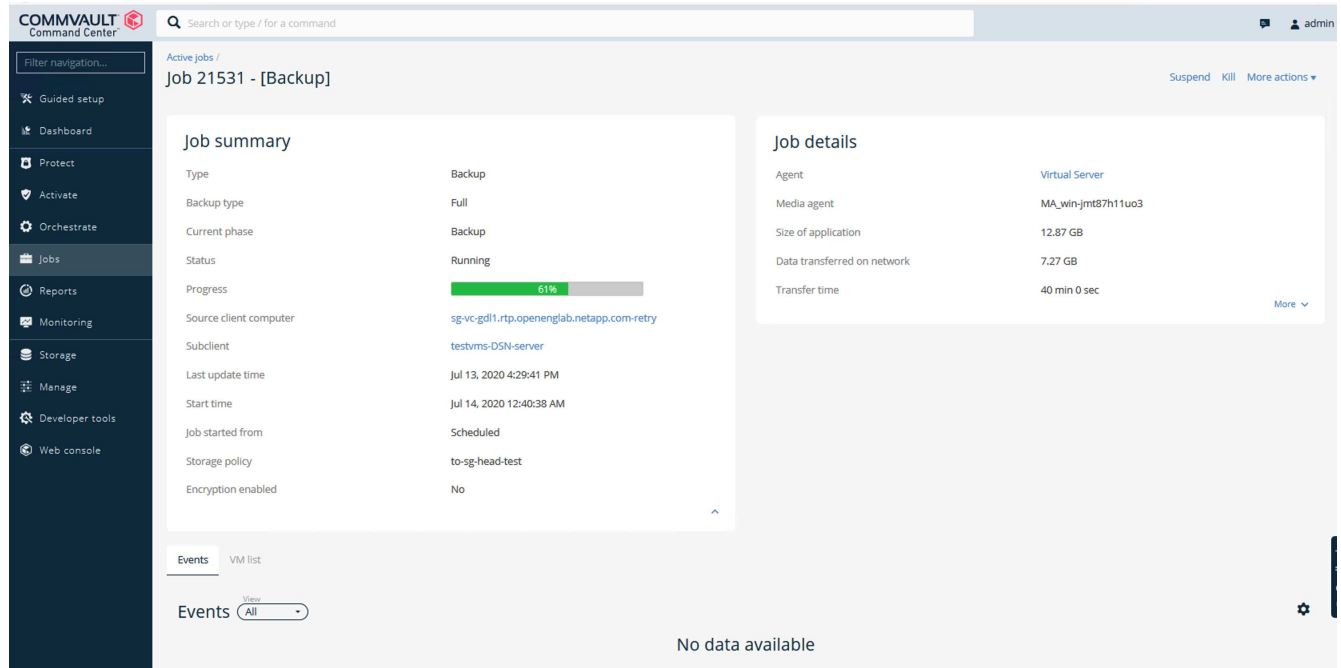 COMMVAULT
Command Center™
Search or type / for a command
admin
Filter navigation...
Guided setup
Dashboard
Protect
Activate
Orchestrate
Jobs
Reports
Monitoring
Storage
Manage
Developer tools
Web console
Active jobs /
Job 21531 - [Backup]
Suspend Kill More actions
Job summary
Type Backup
Backup type Full
Current phase Backup
Status Running
Progress 61%
Source client computer sg-vc-gdl1.rtp.openenglab.netapp.com-retry
Subclient testvms-DSN-server
Last update time Jul 13, 2020 4:29:41 PM
Start time Jul 14, 2020 12:40:38 AM
Job started from Scheduled
Storage policy to-sg-head-test
Encryption enabled No
Job details
Agent Virtual Server
Media agent MA_win-jmt87h11uo3
Size of application 12.87 GB
Data transferred on network 7.27 GB
Transfer time 40 min 0 sec
More
Events VM list
View
Events All
No data available